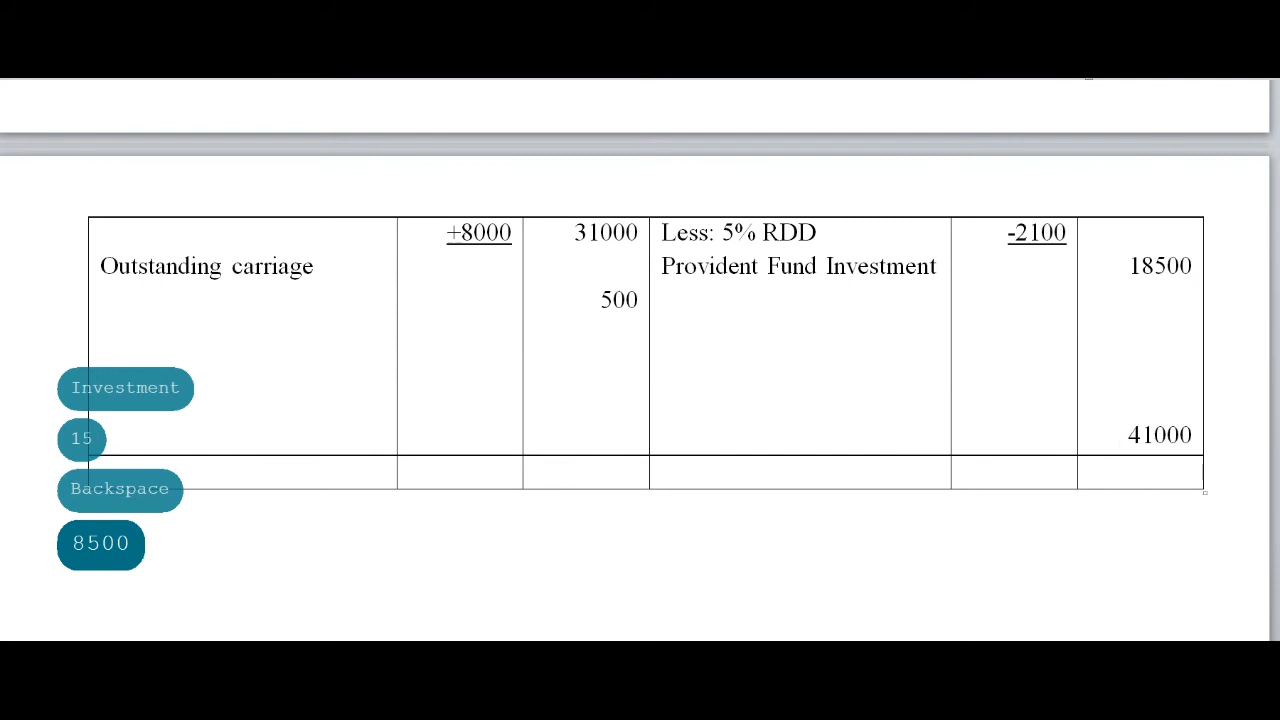 +8000 31000 Less: 5% RDD -2100
Outstanding carriage Provident Fund Investment 18500
500
Investment
15
41000
Backspace
8500